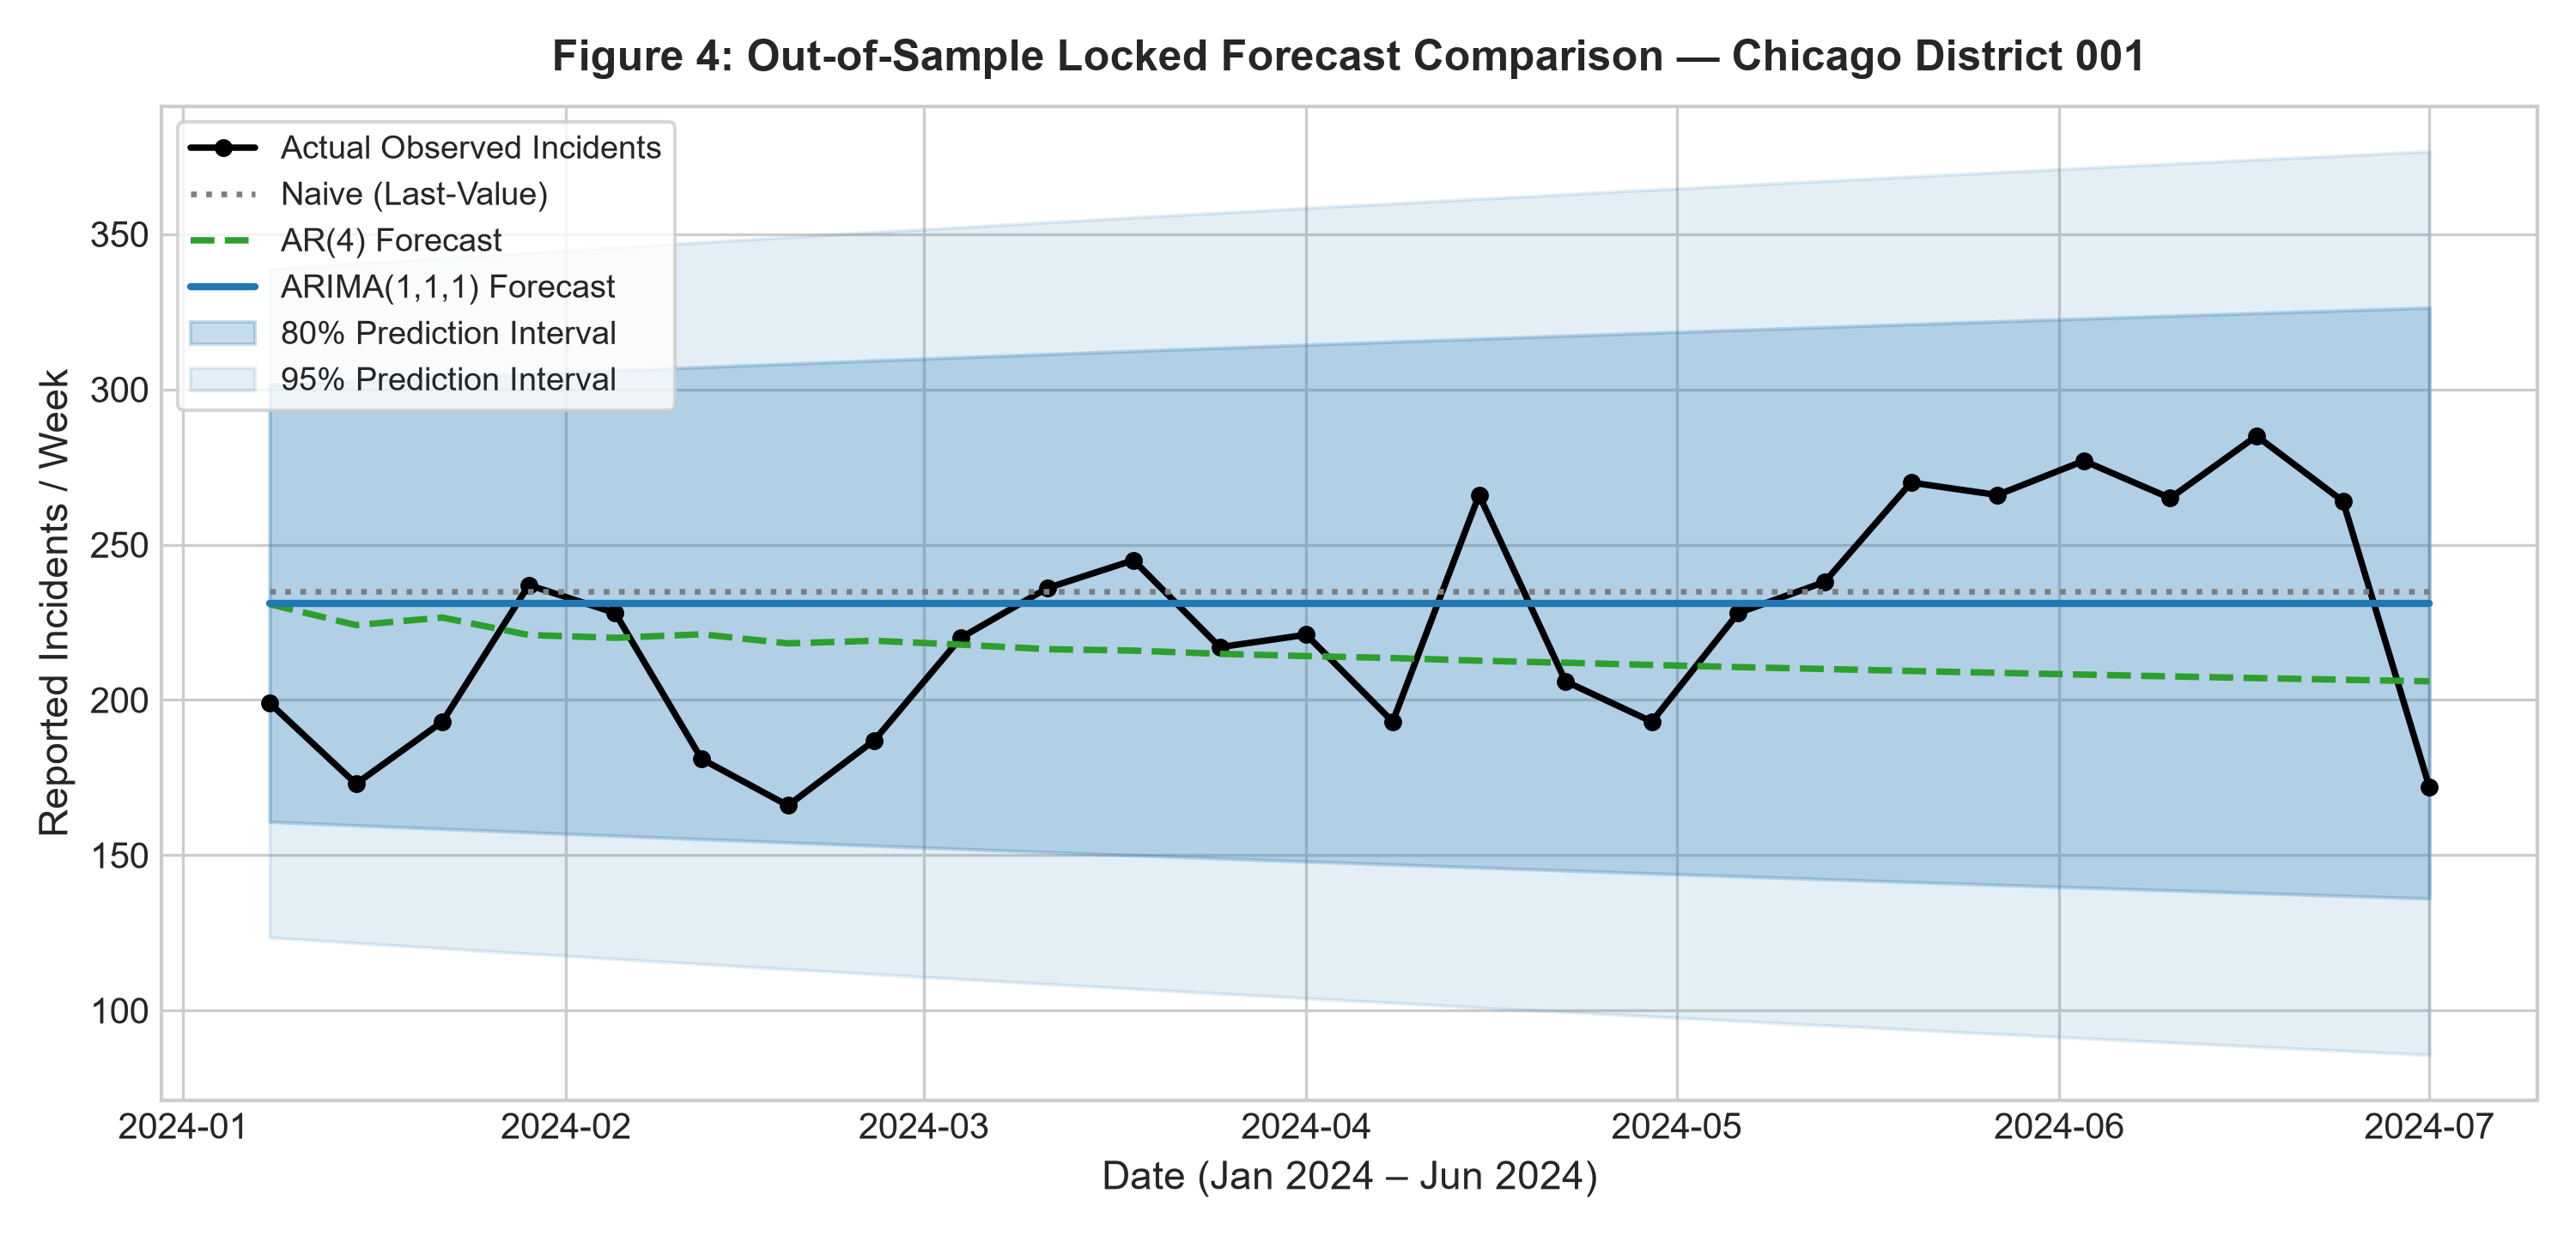 Figure 4: Out-of-Sample Locked Forecast Comparison — Chicago District 001
Actual Observed Incidents
Naive (Last-Value)
AR(4) Forecast
ARIMA(1,1,1) Forecast
80% Prediction Interval
95% Prediction Interval
Reported Incidents / Week
350
300
250
200
150
100
2024-01 2024-02 2024-03 2024-04 2024-05 2024-06 2024-07
Date (Jan 2024 – Jun 2024)